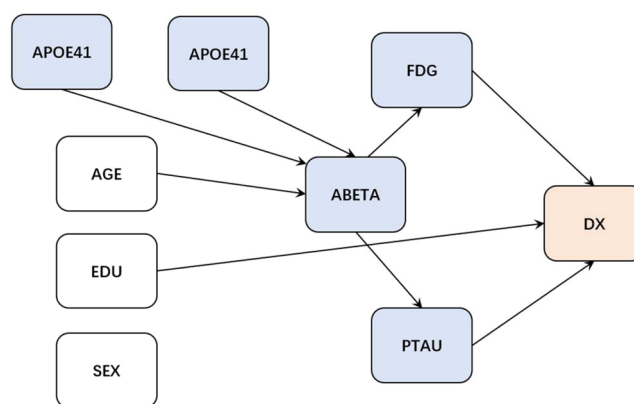 APOE41
APOE41
FDG
AGE
ABETA
DX
EDU
PTAU
SEX